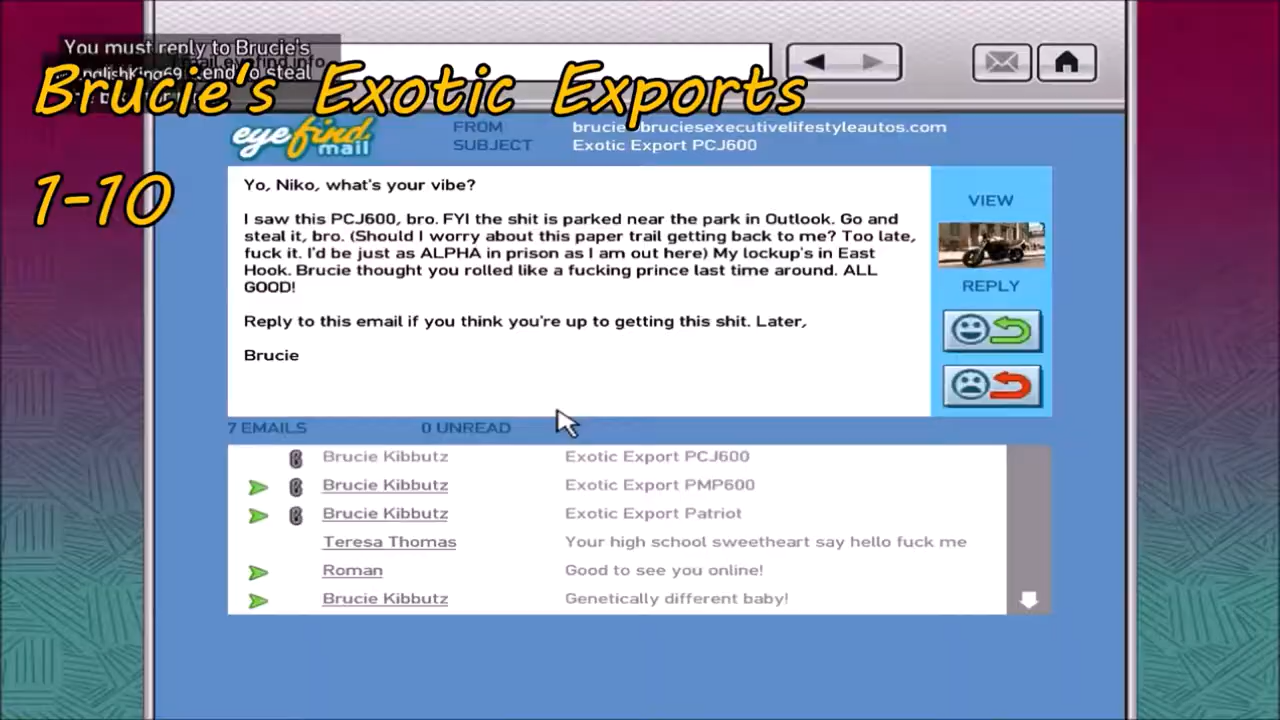 You must reply to Brucie's
Brucie's Exotic Exports
1-10
eyefind
mail
FROM brucie@bruciesexecutivelifestyleautos.com
SUBJECT Exotic Export PCJ600
Yo, Niko, what's your vibe?
I saw this PCJ600, bro. FYI the shit is parked near the park in Outlook. Go and
steal it, bro. (Should I worry about this paper trail getting back to me? Too late,
fuck it. I'd be just as ALPHA in prison as I am out here) My lockup's in East
Hook. Brucie thought you rolled like a fucking prince last time around. ALL
GOOD!
Reply to this email if you think you're up to getting this shit. Later,
Brucie
VIEW
REPLY
7 EMAILS 0 UNREAD
Brucie Kibbutz Exotic Export PCJ600
Brucie Kibbutz Exotic Export PMP600
Brucie Kibbutz Exotic Export Patriot
Teresa Thomas Your high school sweetheart say hello fuck me
Roman Good to see you online!
Brucie Kibbutz Genetically different baby!